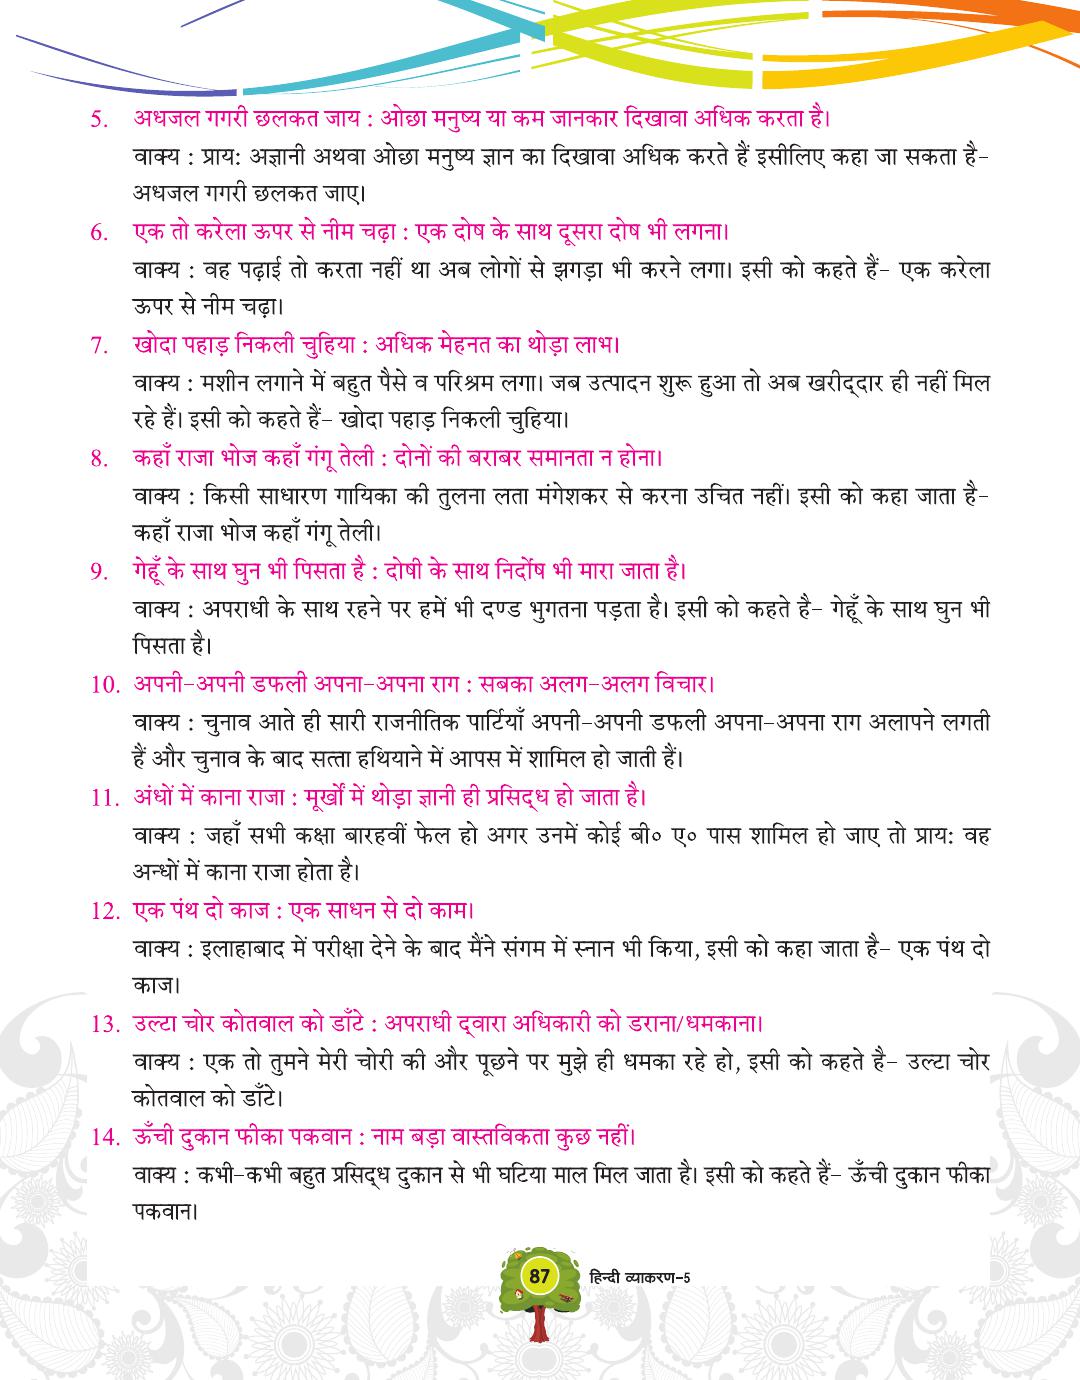 5. अधजल गगरी छलकत जाय : ओछा मनुष्य या कम जानकार दिखावा अधिक करता है।
वाक्य : प्राय: अज्ञानी अथवा ओछा मनुष्य ज्ञान का दिखावा अधिक करते हैं इसीलिए कहा जा सकता है–
अधजल गगरी छलकत जाए।
6. एक तो करेला ऊपर से नीम चढ़ा : एक दोष के साथ दूसरा दोष भी लगना।
वाक्य : वह पढ़ाई तो करता नहीं था अब लोगों से झगड़ा भी करने लगा। इसी को कहते हैं– एक करेला
ऊपर से नीम चढ़ा।
7. खोदा पहाड़ निकली चुहिया : अधिक मेहनत का थोड़ा लाभ।
वाक्य : मशीन लगाने में बहुत पैसे व परिश्रम लगा। जब उत्पादन शुरू हुआ तो अब खरीद्दार ही नहीं मिल
रहे हैं। इसी को कहते हैं– खोदा पहाड़ निकली चुहिया।
8. कहाँ राजा भोज कहाँ गंगू तेली : दोनों की बराबर समानता न होना।
वाक्य : किसी साधारण गायिका की तुलना लता मंगेशकर से करना उचित नहीं। इसी को कहा जाता है–
कहाँ राजा भोज कहाँ गंगू तेली।
9. गेहूँ के साथ घुन भी पिसता है : दोषी के साथ निर्दोष भी मारा जाता है।
वाक्य : अपराधी के साथ रहने पर हमें भी दण्ड भुगतना पड़ता है। इसी को कहते है– गेहूँ के साथ घुन भी
पिसता है।
10. अपनी–अपनी डफली अपना–अपना राग : सबका अलग–अलग विचार।
वाक्य : चुनाव आते ही सारी राजनीतिक पार्टियाँ अपनी–अपनी डफली अपना–अपना राग अलापने लगती
हैं और चुनाव के बाद सत्ता हथियाने में आपस में शामिल हो जाती हैं।
11. अंधों में काना राजा : मूर्खों में थोड़ा ज्ञानी ही प्रसिद्ध हो जाता है।
वाक्य : जहाँ सभी कक्षा बारहवीं फेल हो अगर उनमें कोई बी० ए० पास शामिल हो जाए तो प्राय: वह
अन्धों में काना राजा होता है।
12. एक पंथ दो काज : एक साधन से दो काम।
वाक्य : इलाहाबाद में परीक्षा देने के बाद मैंने संगम में स्नान भी किया, इसी को कहा जाता है– एक पंथ दो
काज।
13. उल्टा चोर कोतवाल को डाँटे : अपराधी द्वारा अधिकारी को डराना/धमकाना।
वाक्य : एक तो तुमने मेरी चोरी की और पूछने पर मुझे ही धमका रहे हो, इसी को कहते है– उल्टा चोर
कोतवाल को डाँटे।
14. ऊँची दुकान फीका पकवान : नाम बड़ा वास्तविकता कुछ नहीं।
वाक्य : कभी–कभी बहुत प्रसिद्ध दुकान से भी घटिया माल मिल जाता है। इसी को कहते हैं– ऊँची दुकान फीका
पकवान।
87 हिन्दी व्याकरण–5